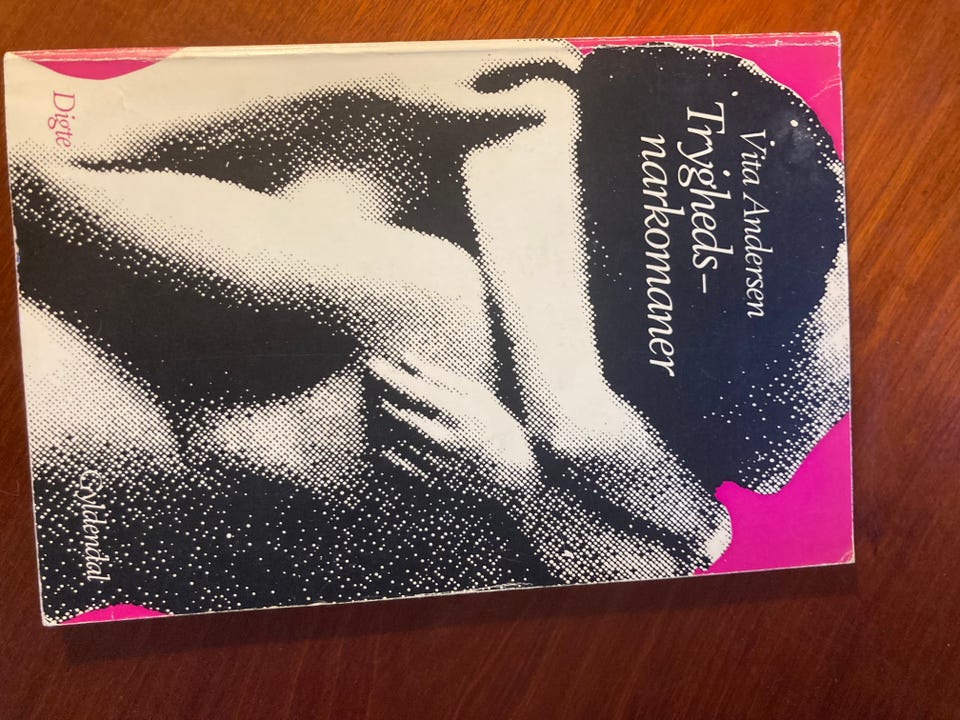 Vita Andersen
Trygheds–
narkomaner
Digte
Gyldendal